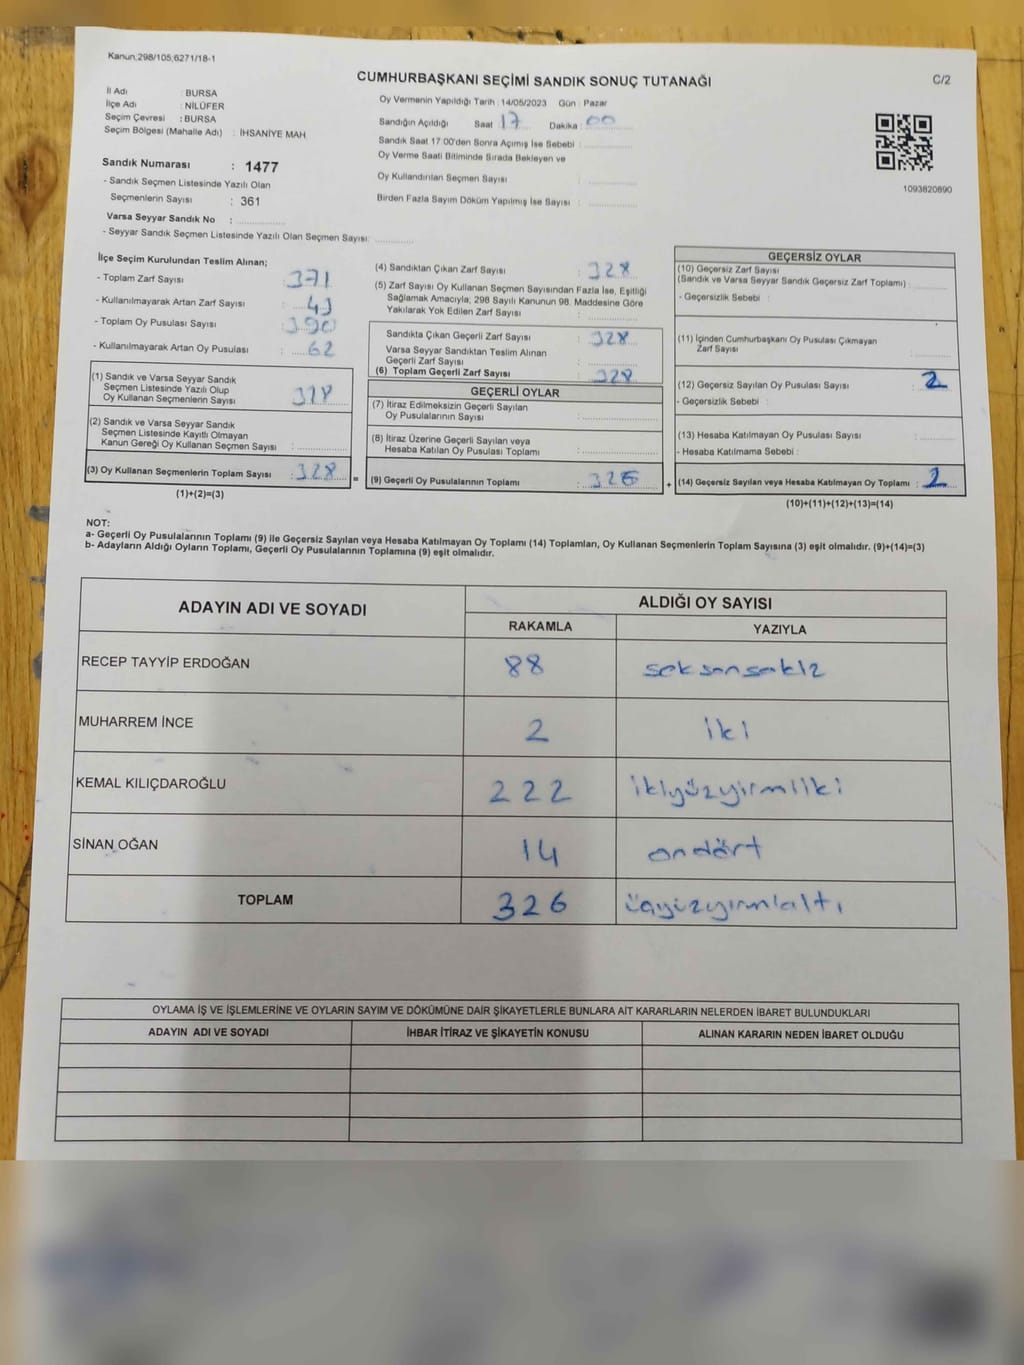 Kanun;298/105;6271/18-1
CUMHURBAŞKANI SEÇİMİ SANDIK SONUÇ TUTANAĞI
C/2
İl Adı : BURSA
İlçe Adı : NİLÜFER
Seçim Çevresi : BURSA
Seçim Bölgesi (Mahalle Adı) : İHSANİYE MAH
Sandık Numarası : 1477
- Sandık Seçmen Listesinde Yazılı Olan
Seçmenlerin Sayısı : 361
Varsa Seyyar Sandık No :
- Seyyar Sandık Seçmen Listesinde Yazılı Olan Seçmen Sayısı:
Oy Vermenin Yapıldığı Tarih : 14/05/2023 Gün : Pazar
Sandığın Açıldığı Saat : 17 Dakika : 00
Sandık Saat 17:00'den Sonra Açımış İse Sebebi :
Oy Verme Saati Bitiminde Sırada Bekleyen ve
Oy Kullandırılan Seçmen Sayısı :
Birden Fazla Sayım Döküm Yapılmış İse Sayısı :
1093820890
İlçe Seçim Kurulundan Teslim Alınan;
- Toplam Zarf Sayısı : 371
- Kullanılmayarak Artan Zarf Sayısı : 43
- Toplam Oy Pusulası Sayısı : 390
- Kullanılmayarak Artan Oy Pusulası : 62
(1) Sandık ve Varsa Seyyar Sandık
Seçmen Listesinde Yazılı Olup
Oy Kullanan Seçmenlerin Sayısı : 328
(2) Sandık ve Varsa Seyyar Sandık
Seçmen Listesinde Kayıtlı Olmayan
Kanun Gereği Oy Kullanan Seçmen Sayısı :
(3) Oy Kullanan Seçmenlerin Toplam Sayısı : 328 =
(1)+(2)=(3)
(4) Sandıktan Çıkan Zarf Sayısı : 328
(5) Zarf Sayısı Oy Kullanan Seçmen Sayısından Fazla İse, Eşitliği
Sağlamak Amacıyla; 298 Sayılı Kanunun 98. Maddesine Göre
Yakılarak Yok Edilen Zarf Sayısı :
Sandıkta Çıkan Geçerli Zarf Sayısı : 328
Varsa Seyyar Sandıktan Teslim Alınan
Geçerli Zarf Sayısı :
(6) Toplam Geçerli Zarf Sayısı : 328
GEÇERLİ OYLAR
(7) İtiraz Edilmeksizin Geçerli Sayılan
Oy Pusulalarının Sayısı :
(8) İtiraz Üzerine Geçerli Sayılan veya
Hesaba Katılan Oy Pusulası Toplamı :
(9) Geçerli Oy Pusulalarının Toplamı : 326 +
GEÇERSİZ OYLAR
(10) Geçersiz Zarf Sayısı
(Sandık ve Varsa Seyyar Sandık Geçersiz Zarf Toplamı) :
- Geçersizlik Sebebi :
(11) İçinden Cumhurbaşkanı Oy Pusulası Çıkmayan
Zarf Sayısı :
(12) Geçersiz Sayılan Oy Pusulası Sayısı : 2
- Geçersizlik Sebebi :
(13) Hesaba Katılmayan Oy Pusulası Sayısı :
- Hesaba Katılmama Sebebi :
(14) Geçersiz Sayılan veya Hesaba Katılmayan Oy Toplamı : 2
(10)+(11)+(12)+(13)=(14)
NOT:
a- Geçerli Oy Pusulalarının Toplamı (9) ile Geçersiz Sayılan veya Hesaba Katılmayan Oy Toplamı (14) Toplamları, Oy Kullanan Seçmenlerin Toplam Sayısına (3) eşit olmalıdır. (9)+(14)=(3)
b- Adayların Aldığı Oyların Toplamı, Geçerli Oy Pusulalarının Toplamına (9) eşit olmalıdır.
ADAYIN ADI VE SOYADI ALDIĞI OY SAYISI
RAKAMLA YAZIYLA
RECEP TAYYİP ERDOĞAN 88 seksensekiz
MUHARREM İNCE 2 iki
KEMAL KILIÇDAROĞLU 222 ikiyüzyirmiiki
SİNAN OĞAN 14 ondört
TOPLAM 326 üçyüzyirmialtı
OYLAMA İŞ VE İŞLEMLERİNE VE OYLARIN SAYIM VE DÖKÜMÜNE DAİR ŞİKAYETLERLE BUNLARA AİT KARARLARIN NELERDEN İBARET BULUNDUKLARI
ADAYIN ADI VE SOYADI İHBAR İTİRAZ VE ŞİKAYETİN KONUSU ALINAN KARARIN NEDEN İBARET OLDUĞU